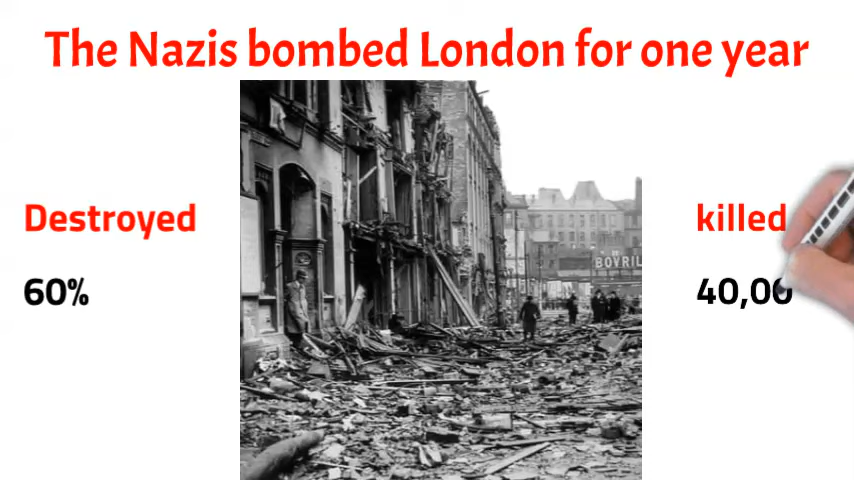 The Nazis bombed London for one year
Destroyed
killed
60%
40,00
BOVRIL